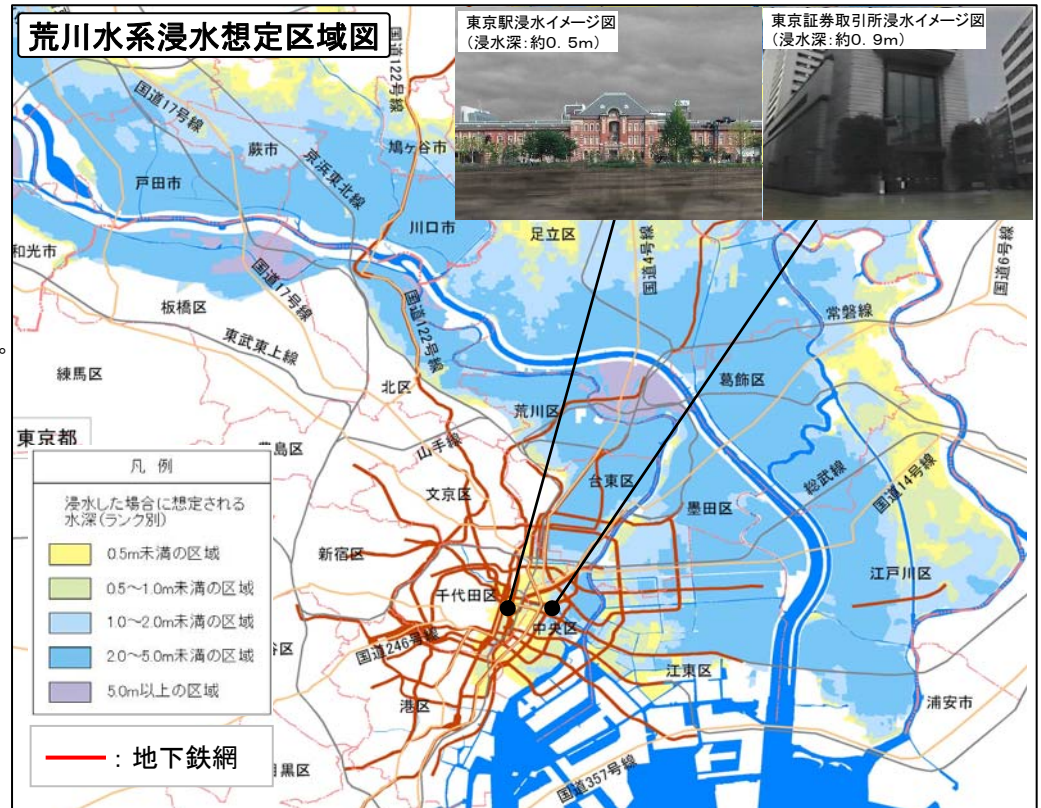 荒川水系浸水想定区域図
東京駅浸水イメージ図
（浸水深：約０．５ｍ）
東京証券取引所浸水イメージ図
（浸水深：約０．９ｍ）
国道122号線
国道17号線
蕨市
鳩ヶ谷市
京浜東北線
戸田市
川口市
足立区
国道4号線
国道6号線
和光市
国道17号線
板橋区
国道122号線
常磐線
東武東上線
。
練馬区
北区
葛飾区
荒川区
東京都
島区
山手線
台東区
総武線
国道14号線
文京区
墨田区
新宿区
江戸川区
千代田区
中央区
国道246号線
谷区
江東区
港区
浦安市
目黒区
国道357号線
凡 例
浸水した場合に想定される
水深(ランク別)
0.5m未満の区域
0.5～1.0m未満の区域
1.0～2.0m未満の区域
2.0～5.0m未満の区域
5.0m以上の区域
：地下鉄網